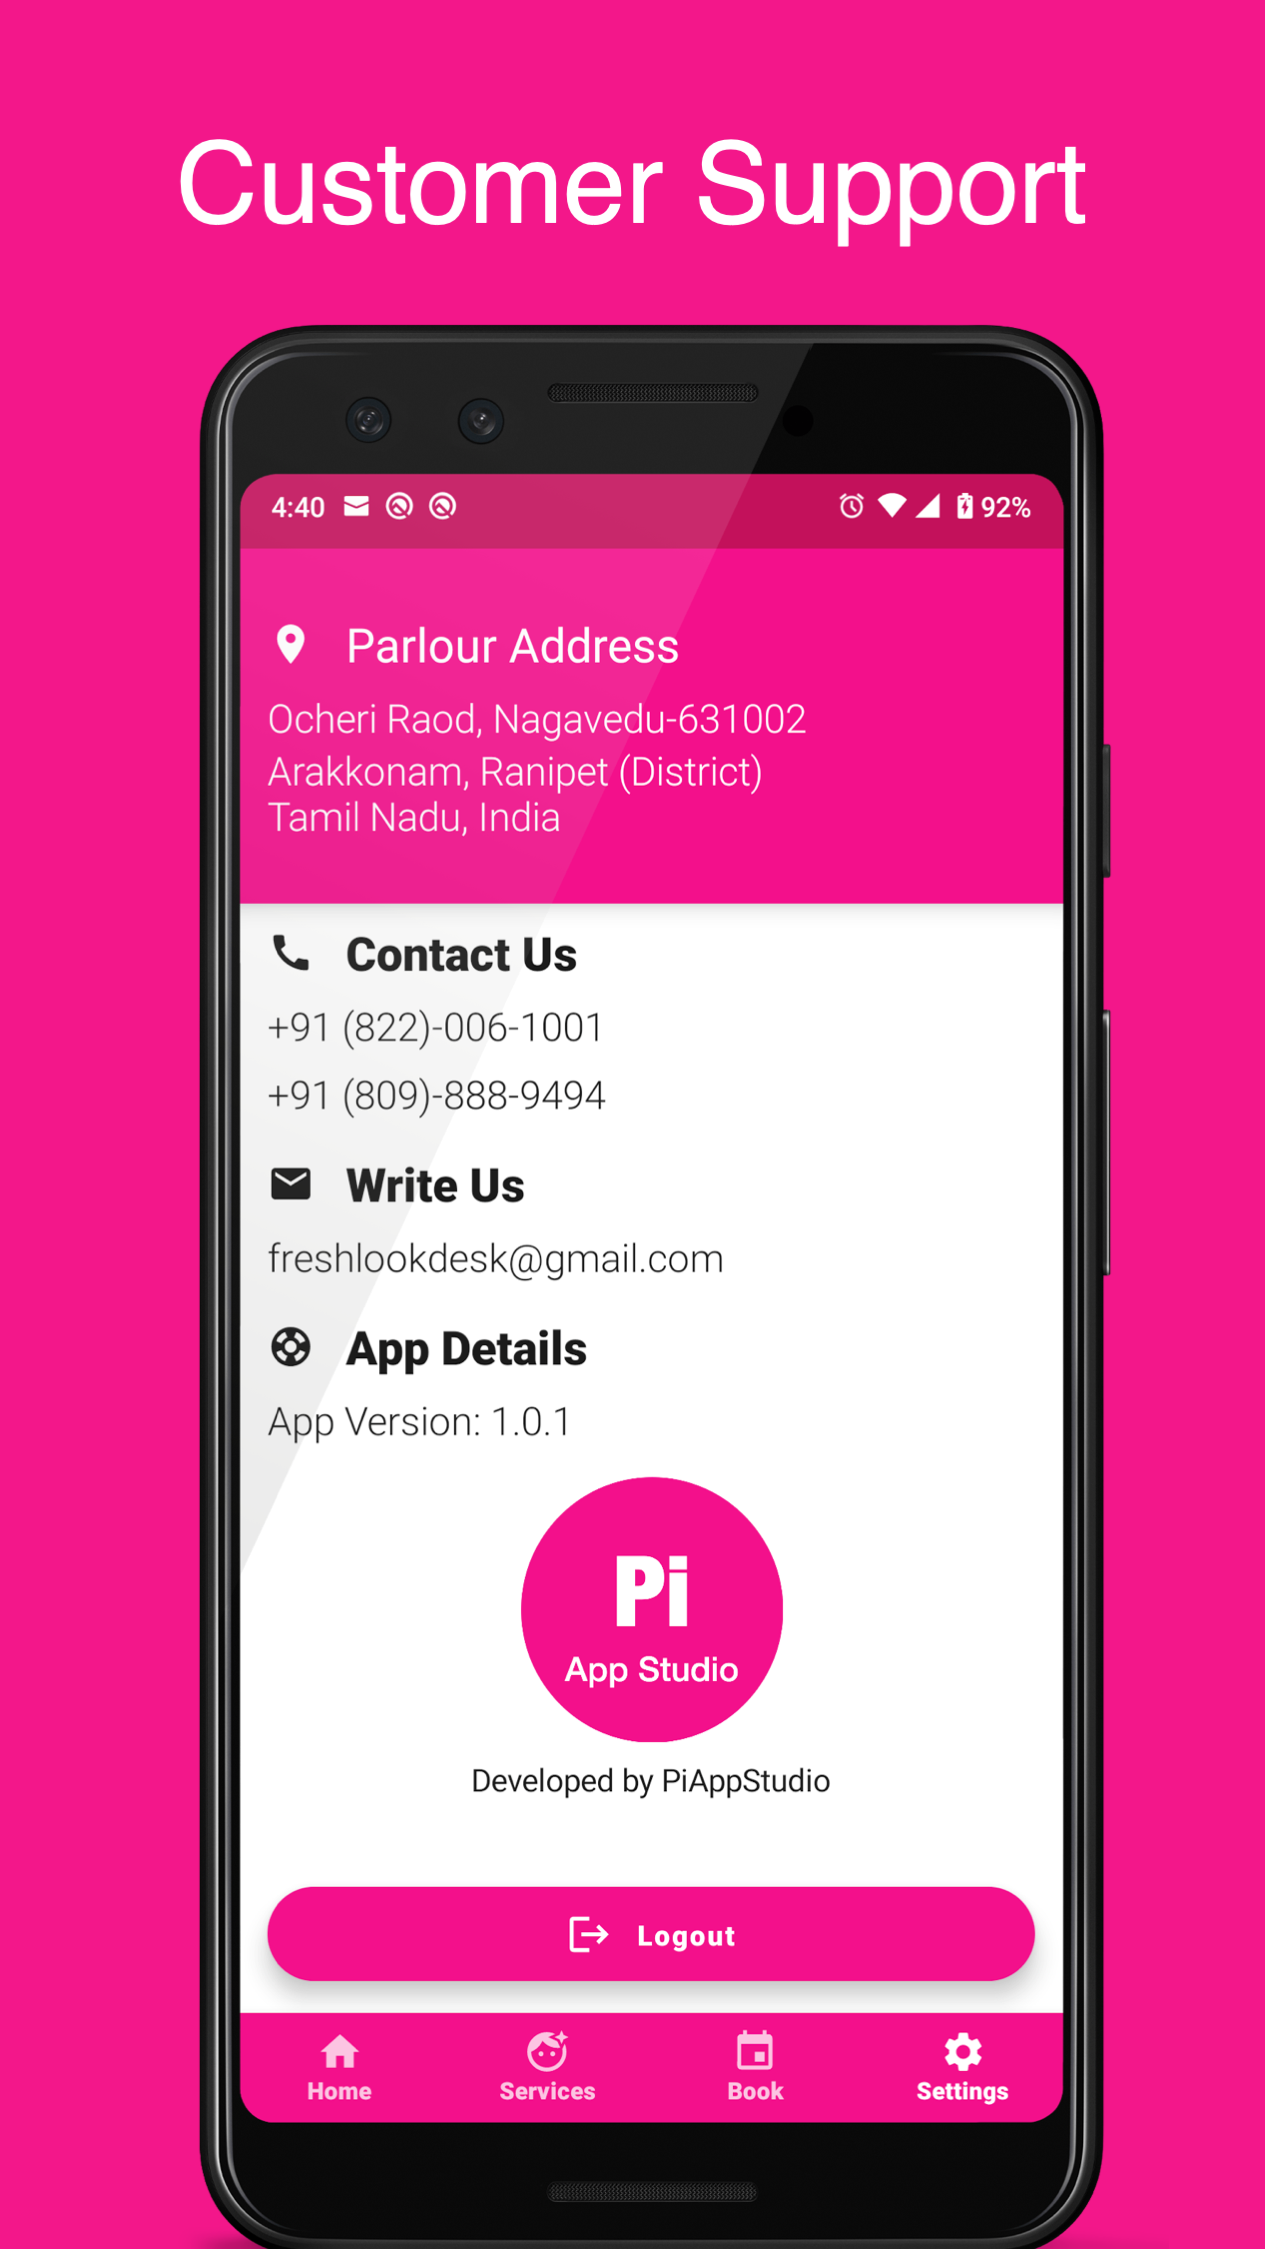 Customer Support
4:40
92%
Parlour Address
Ocheri Raod, Nagavedu-631002
Arakkonam, Ranipet (District)
Tamil Nadu, India
Contact Us
+91 (822)-006-1001
+91 (809)-888-9494
Write Us
freshlookdesk@gmail.com
App Details
App Version: 1.0.1
Pi
App Studio
Developed by PiAppStudio
Logout
Home Services Book Settings